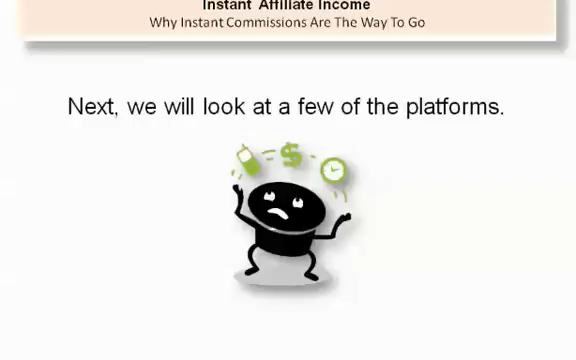 Instant Affiliate Income
Why Instant Commissions Are The Way To Go
Next, we will look at a few of the platforms.
$